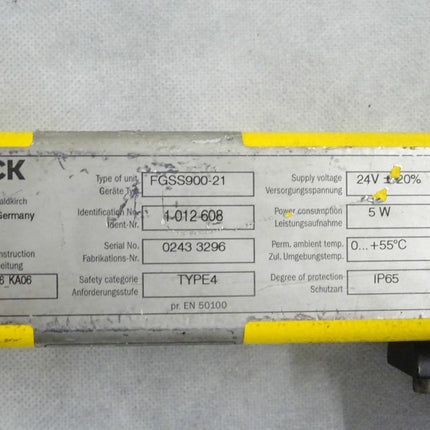 CK
aldkirch
Germany
nstruction
eitung
6 KA06
Type of unit FGSS900-21
Geräte Typ
Identification No. 1-012-608
Ident-Nr.
Serial No. 0243 3296
Fabrikations-Nr.
Safety category TYPE4
Anforderungsstufe
pr. EN 50100
Supply voltage 24V ± 20%
Versorgungsspannung
Power consumption 5 W
Leistungsaufnahme
Perm. ambient temp. 0...+55°C
Zul. Umgebungstemp.
Degree of protection IP65
Schutzart